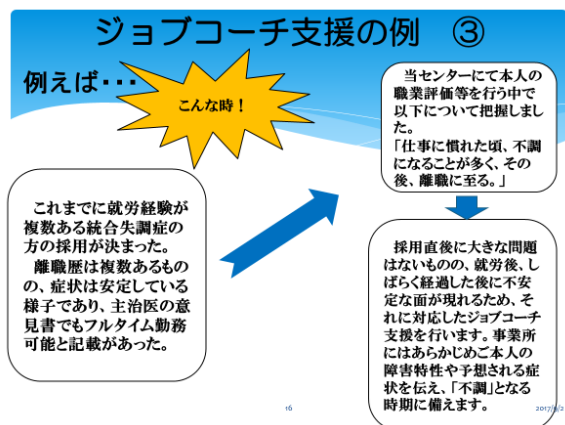 ジョブコーチ支援の例　③
例えば・・・
こんな時！
これまでに就労経験が
複数ある統合失調症の
方の採用が決まった。
離職歴は複数あるもの
の、症状は安定している
様子であり、主治医の意
見書でもフルタイム勤務
可能と記載があった。
当センターにて本人の
職業評価等を行う中で
以下について把握しまし
た。
「仕事に慣れた頃、不調
になることが多く、その
後、離職に至る。」
採用直後に大きな問題
はないものの、就労後、し
ばらく経過した後に不安
定な面が現れるため、そ
れに対応したジョブコーチ
支援を行います。事業所
にはあらかじめご本人の
障害特性や予想される症
状を伝え、「不調」となる
時期に備えます。
16